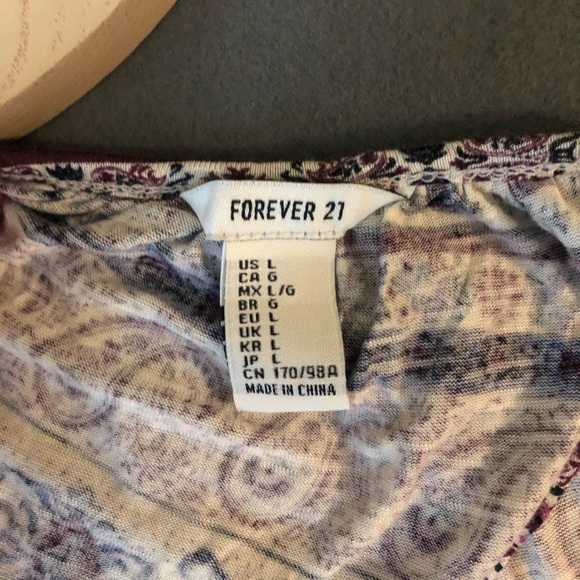 FOREVER 21
US L
CA G
MX L/G
BR G
EU L
UK L
KR L
JP L
CN 170/98A
MADE IN CHINA